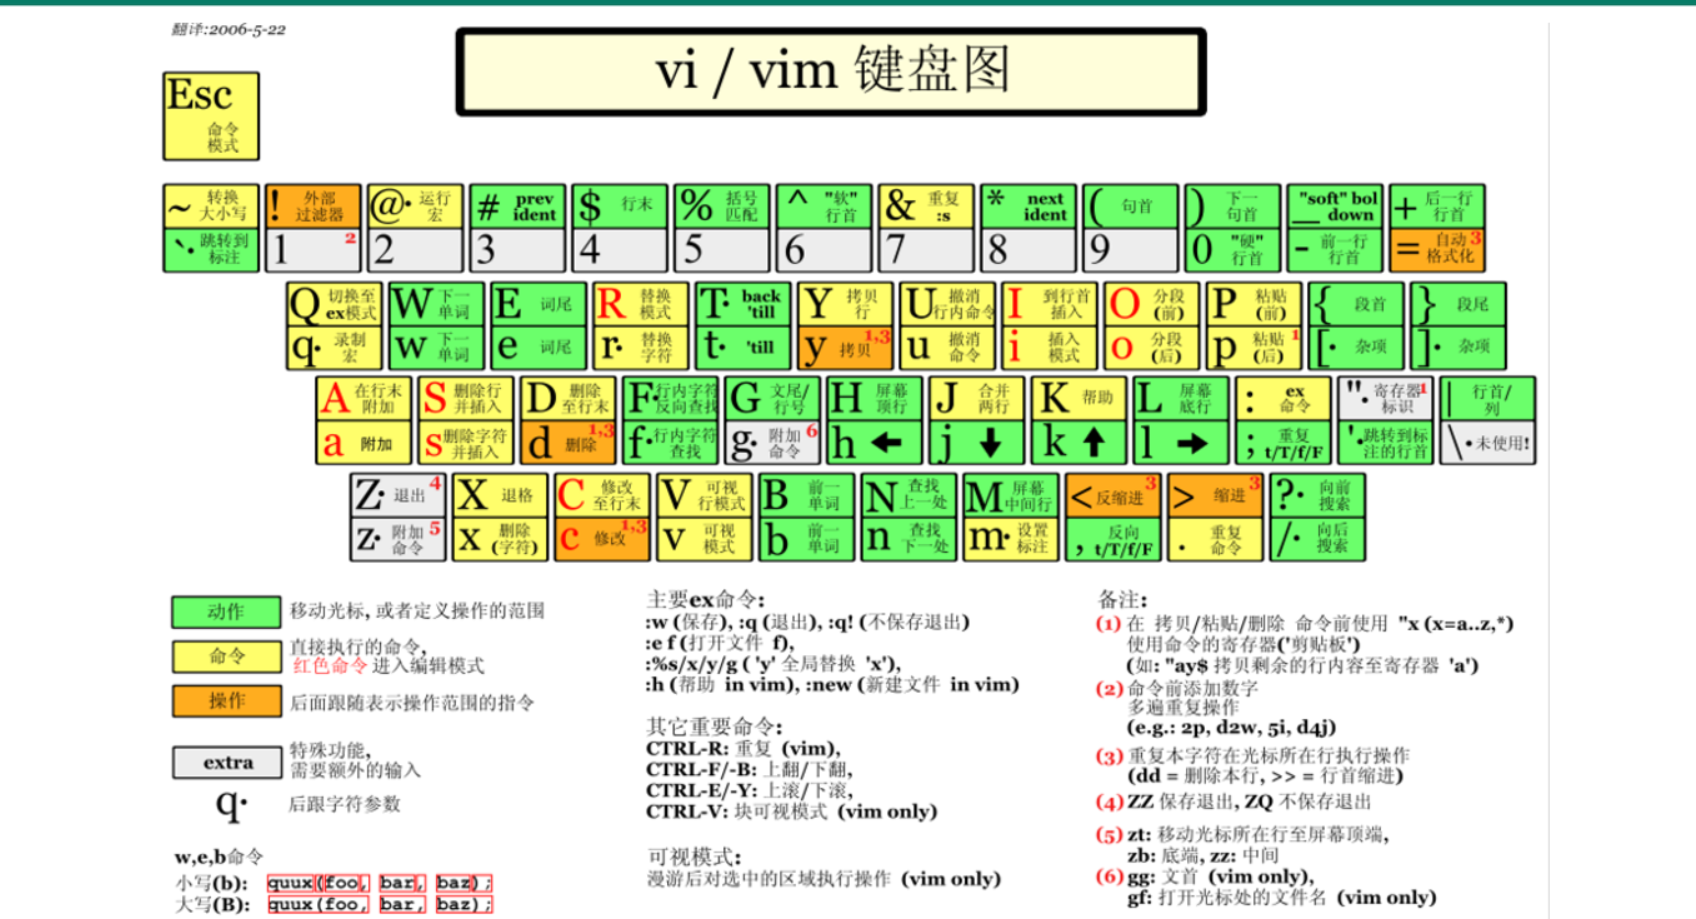 翻译:2006-5-22
vi / vim 键盘图
Esc 命令
模式
~ 转换
大小写
! 外部
过滤器
@· 运行
宏
# prev
ident
$ 行末
% 括号
匹配
^ "软"
行首
& 重复
:s
* next
ident
( 句首
) 下一
句首
"soft" bol
_ down
+ 后一行
行首
`· 跳转到
标注
1 2
2
3
4
5
6
7
8
9
0 "硬"
行首
- 前一行
行首
= 自动 3
格式化
Q 切换至
ex模式
W 下一
单词
E 词尾
R 替换
模式
T· back
'till
Y 拷贝
行
U 撤消
行内命令
I 到行首
插入
O 分段
(前)
P 粘贴
(前)
{ 段首
} 段尾
q· 录制
宏
w 下一
单词
e 词尾
r· 替换
字符
t· 'till
y 拷贝 1,3
u 撤消
命令
i 插入
模式
o 分段
(后)
p 粘贴 1
(后)
[· 杂项
]· 杂项
A 在行末
附加
S 删除行
并插入
D 删除
至行末
F· 行内字符
反向查找
G 文尾/
行号
H 屏幕
顶行
J 合并
两行
K 帮助
L 屏幕
底行
: ex
命令
"· 寄存器 1
标识
| 行首/
列
a 附加
s 删除字符
并插入
d 删除 1,3
f· 行内字符
查找
g· 附加 6
命令
h ←
j ↓
k ↑
l →
; 重复
t/T/f/F
'· 跳转到标
注的行首
\· 未使用!
Z· 退出 4
X 退格
C 修改
至行末
V 可视
行模式
B 前一
单词
N 查找
上一处
M 屏幕
中间行
< 反缩进 3
> 缩进 3
?· 向前
搜索
z· 附加 5
命令
x 删除
(字符)
c 修改 1,3
v 可视
模式
b 前一
单词
n 查找
下一处
m· 设置
标注
, 反向
t/T/f/F
. 重复
命令
/· 向后
搜索
动作 移动光标, 或者定义操作的范围
命令 直接执行的命令,
红色命令 进入编辑模式
操作 后面跟随表示操作范围的指令
extra 特殊功能,
需要额外的输入
q· 后跟字符参数
w,e,b命令
小写(b): quux(foo, bar, baz);
大写(B): quux(foo, bar, baz);
主要ex命令:
:w (保存), :q (退出), :q! (不保存退出)
:e f (打开文件 f),
:%s/x/y/g ( 'y' 全局替换 'x'),
:h (帮助 in vim), :new (新建文件 in vim)
其它重要命令:
CTRL-R: 重复 (vim),
CTRL-F/-B: 上翻/下翻,
CTRL-E/-Y: 上滚/下滚,
CTRL-V: 块可视模式 (vim only)
可视模式:
漫游后对选中的区域执行操作 (vim only)
备注:
(1) 在 拷贝/粘贴/删除 命令前使用 "x (x=a..z,*)
使用命令的寄存器('剪贴板')
(如: "ay$ 拷贝剩余的行内容至寄存器 'a')
(2) 命令前添加数字
多遍重复操作
(e.g.: 2p, d2w, 5i, d4j)
(3) 重复本字符在光标所在行执行操作
(dd = 删除本行, >> = 行首缩进)
(4) ZZ 保存退出, ZQ 不保存退出
(5) zt: 移动光标所在行至屏幕顶端,
zb: 底端, zz: 中间
(6) gg: 文首 (vim only),
gf: 打开光标处的文件名 (vim only)